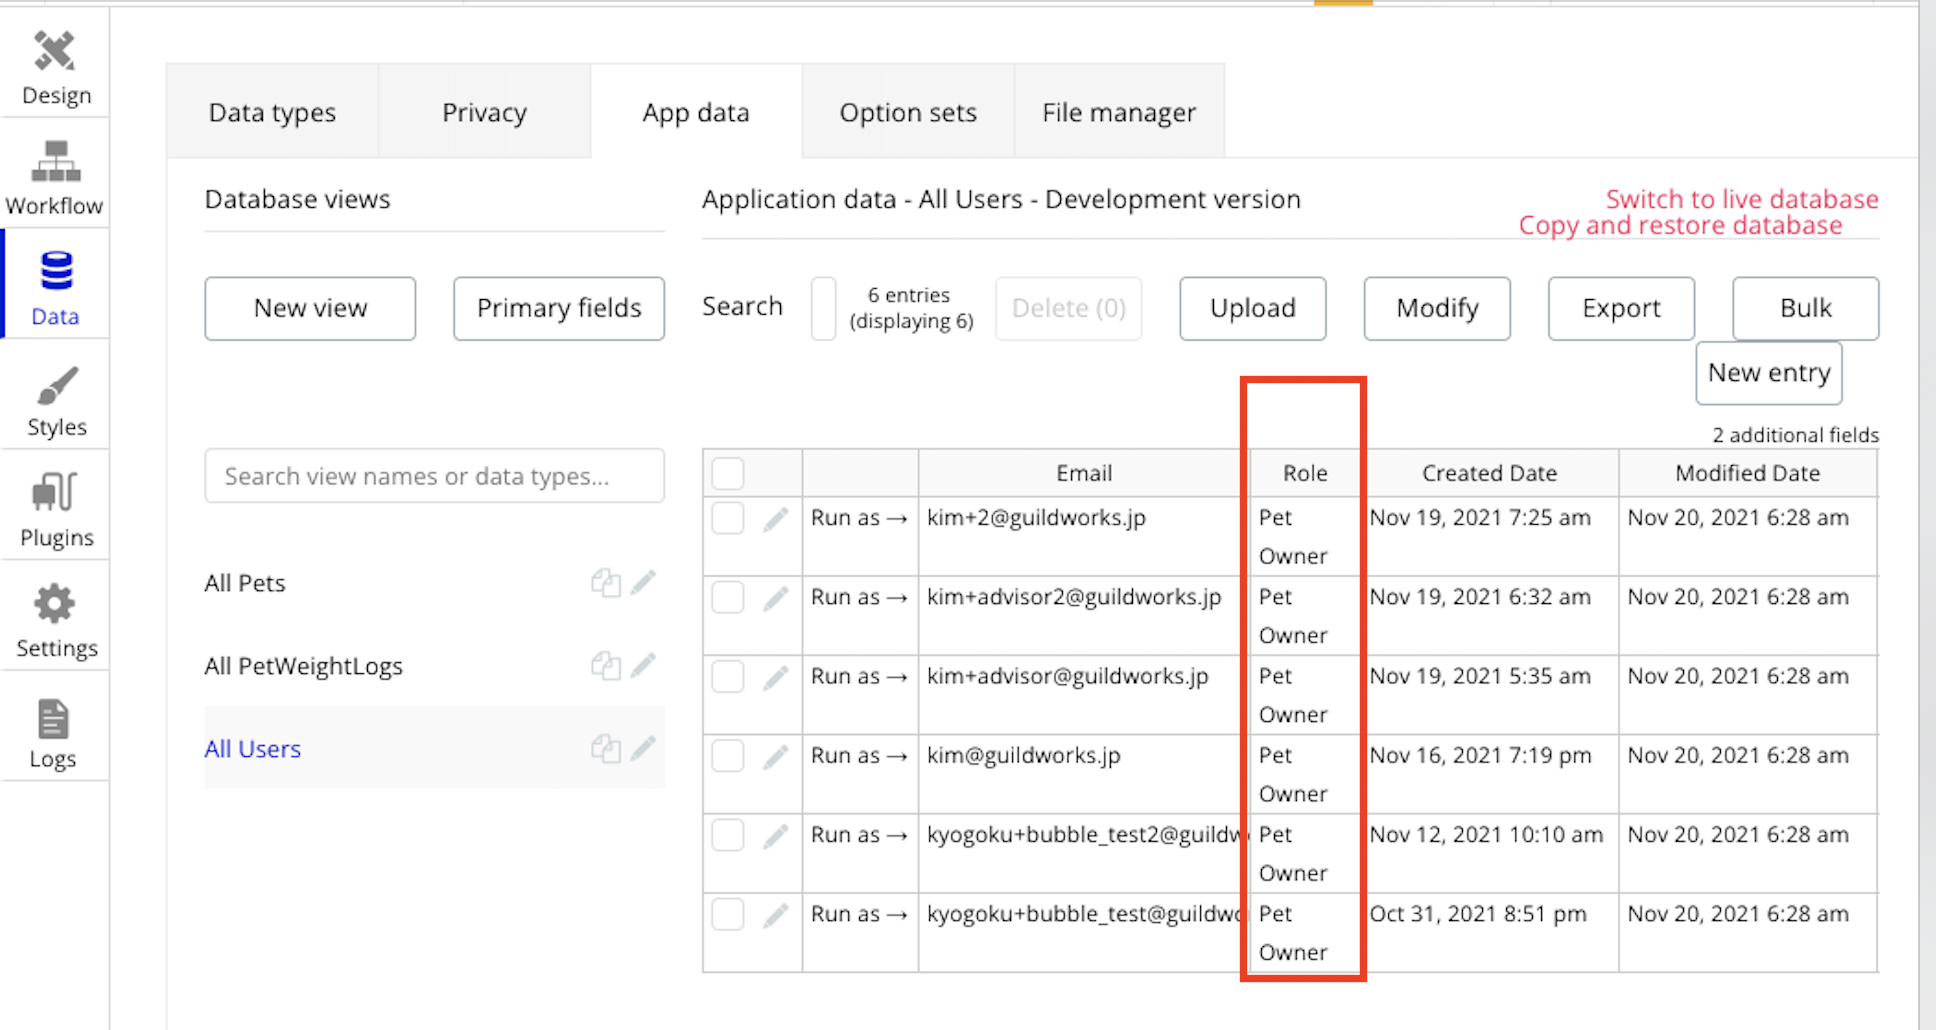 Design
Workflow
Data
Styles
Plugins
Settings
Logs
Data types
Privacy
App data
Option sets
File manager
Database views
New view
Primary fields
Search view names or data types...
All Pets
All PetWeightLogs
All Users
Application data - All Users - Development version
Switch to live database
Copy and restore database
Search
6 entries
(displaying 6)
Delete (0)
Upload
Modify
Export
Bulk
New entry
2 additional fields
Email Role Created Date Modified Date
Run as → kim+2@guildworks.jp Pet Nov 19, 2021 7:25 am Nov 20, 2021 6:28 am
Owner
Run as → kim+advisor2@guildworks.jp Pet Nov 19, 2021 6:32 am Nov 20, 2021 6:28 am
Owner
Run as → kim+advisor@guildworks.jp Pet Nov 19, 2021 5:35 am Nov 20, 2021 6:28 am
Owner
Run as → kim@guildworks.jp Pet Nov 16, 2021 7:19 pm Nov 20, 2021 6:28 am
Owner
Run as → kyogoku+bubble_test2@guildw Pet Nov 12, 2021 10:10 am Nov 20, 2021 6:28 am
Owner
Run as → kyogoku+bubble_test@guildwo Pet Oct 31, 2021 8:51 pm Nov 20, 2021 6:28 am
Owner